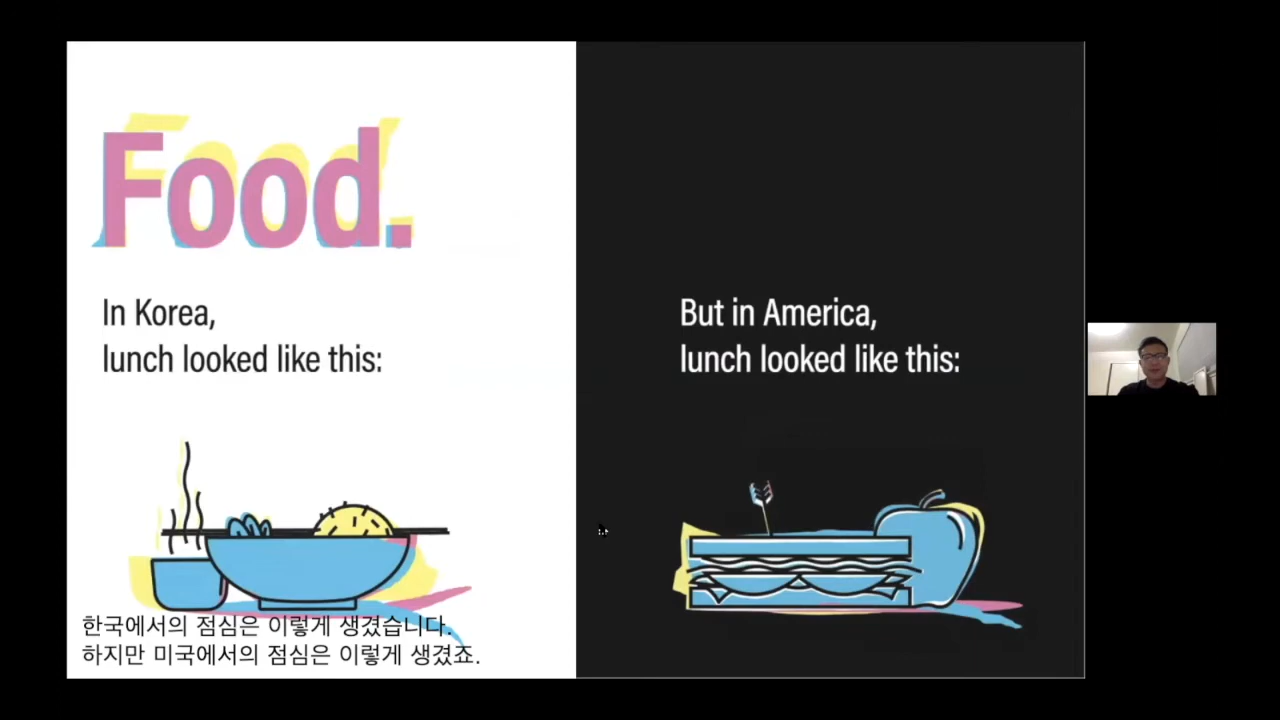 Food.
In Korea,
lunch looked like this:
But in America,
lunch looked like this:
한국에서의 점심은 이렇게 생겼습니다.
하지만 미국에서의 점심은 이렇게 생겼죠.